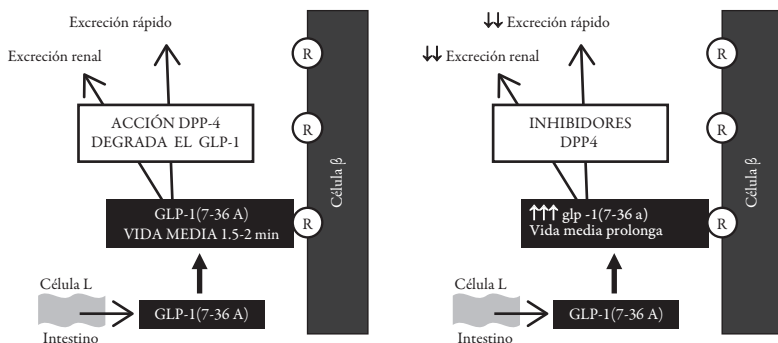 Excreción rápido
Excreción renal
ACCIÓN DPP-4
DEGRADA EL GLP-1
GLP-1(7-36 A)
VIDA MEDIA 1.5-2 min
Célula L
GLP-1(7-36 A)
Intestino
R
R
R
Célula β
↓↓ Excreción rápido
↓↓ Excreción renal
INHIBIDORES
DPP4
↑↑↑ glp -1(7-36 a)
Vida media prolonga
Célula L
GLP-1(7-36 A)
Intestino
R
R
R
Célula β